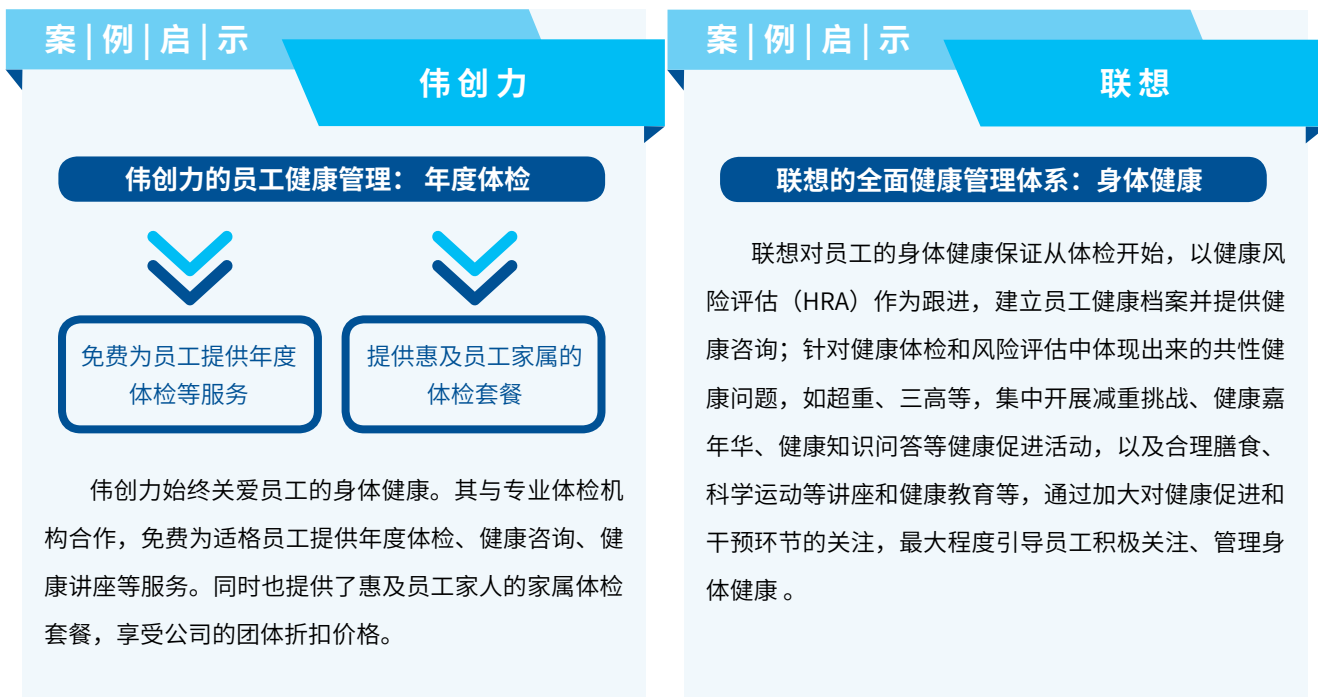 案|例|启|示
伟创力
伟创力的员工健康管理： 年度体检
免费为员工提供年度
体检等服务
提供惠及员工家属的
体检套餐
伟创力始终关爱员工的身体健康。其与专业体检机
构合作，免费为适格员工提供年度体检、健康咨询、健
康讲座等服务。同时也提供了惠及员工家人的家属体检
套餐，享受公司的团体折扣价格。
案|例|启|示
联想
联想的全面健康管理体系：身体健康
联想对员工的身体健康保证从体检开始，以健康风
险评估（HRA）作为跟进，建立员工健康档案并提供健
康咨询；针对健康体检和风险评估中体现出来的共性健
康问题，如超重、三高等，集中开展减重挑战、健康嘉
年华、健康知识问答等健康促进活动，以及合理膳食、
科学运动等讲座和健康教育等，通过加大对健康促进和
干预环节的关注，最大程度引导员工积极关注、管理身
体健康 。